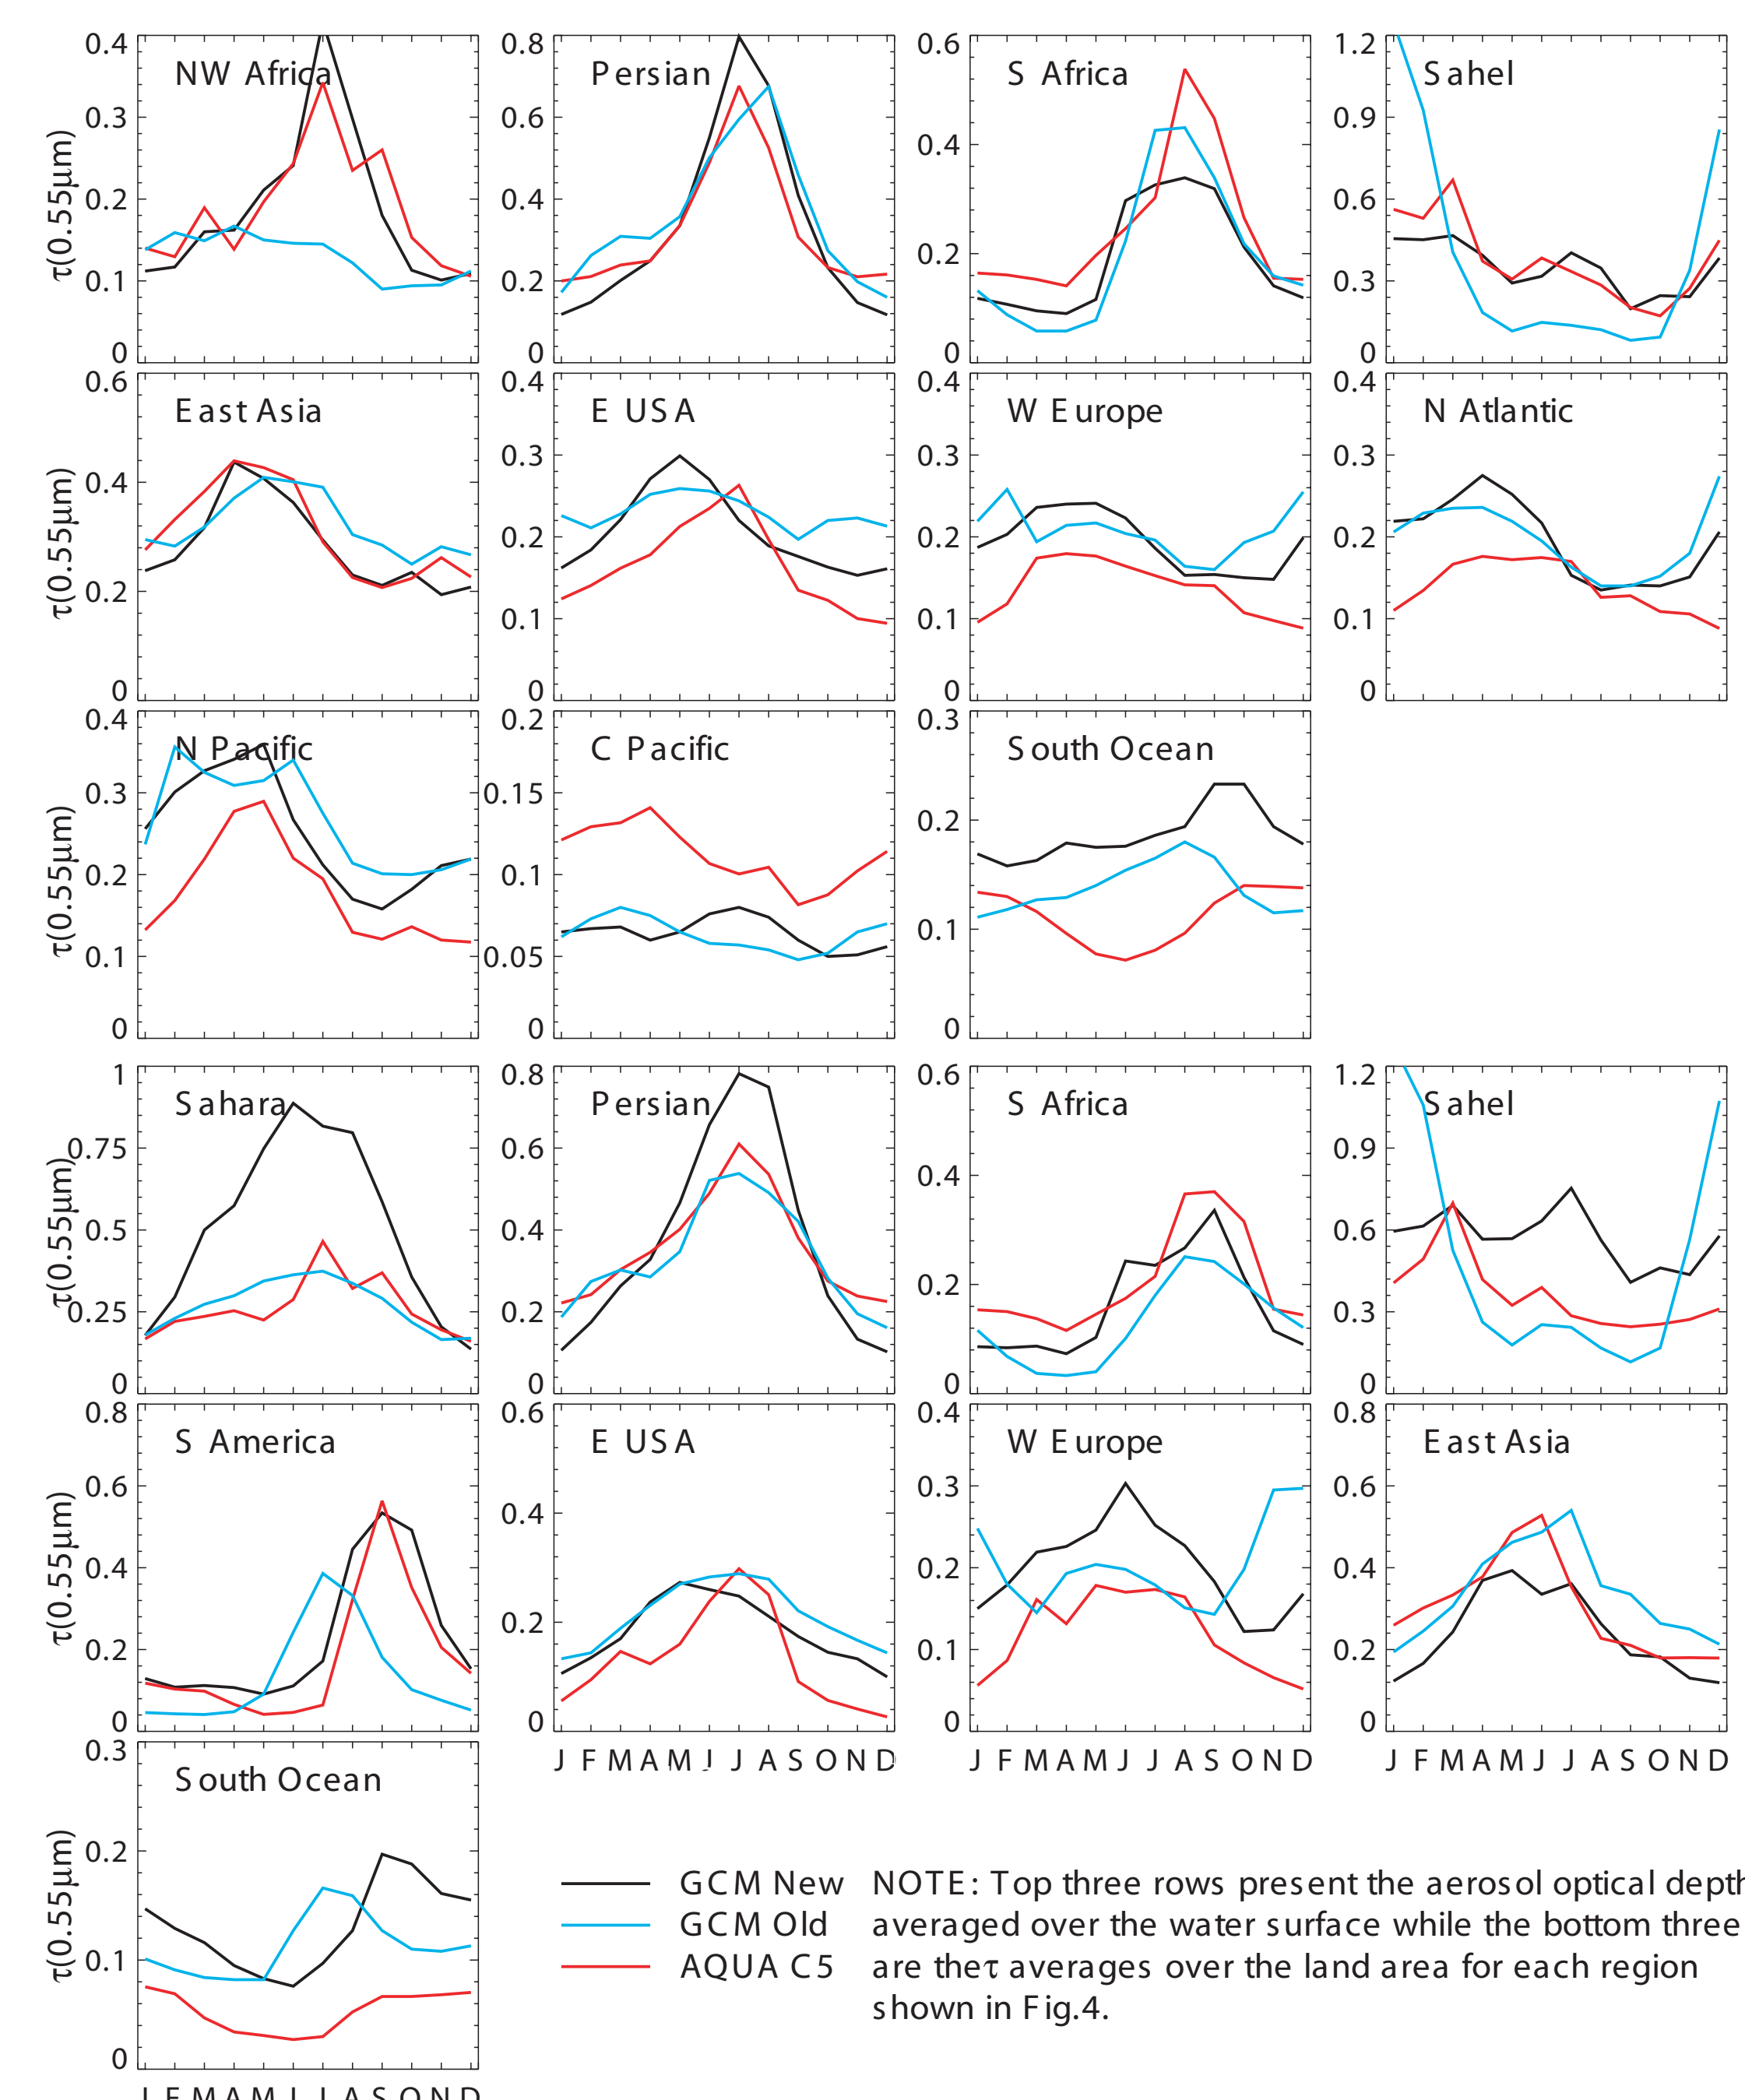 0.4 0.8 0.6 1.2
NW Africa Persian S Africa Sahel
0.3 0.6 0.4 0.9
τ(0.55μm)
0.2 0.4 0.2 0.6
0.1 0.2 0.3
0 0 0 0
0.6 0.4 0.4 0.4
East Asia E USA W Europe N Atlantic
0.4 0.3 0.3 0.3
τ(0.55μm)
0.2 0.2 0.2 0.2
0.1 0.1 0.1
0 0 0 0
0.4 0.2 0.3
N Pacific C Pacific South Ocean
0.3 0.15 0.2
τ(0.55μm)
0.2 0.1 0.1
0.1 0.05
0 0 0
1 0.8 0.6 1.2
Sahara Persian S Africa Sahel
0.75 0.6 0.4 0.9
τ(0.55μm)
0.5 0.4 0.2 0.6
0.25 0.2 0.3
0 0 0 0
0.8 0.6 0.4 0.8
S America E USA W Europe East Asia
0.6 0.4 0.3 0.6
τ(0.55μm)
0.4 0.2 0.2 0.4
0.2 0.1 0.2
0 0 0 0
J F M A M J J A S O N D J F M A M J J A S O N D J F M A M J J A S O N D
0.3
South Ocean
0.2
τ(0.55μm)
0.1
0
J F M A M J J A S O N D
GCM New
GCM Old
AQUA C5
NOTE: Top three rows present the aerosol optical depth
averaged over the water surface while the bottom three
are theτ averages over the land area for each region
shown in Fig.4.